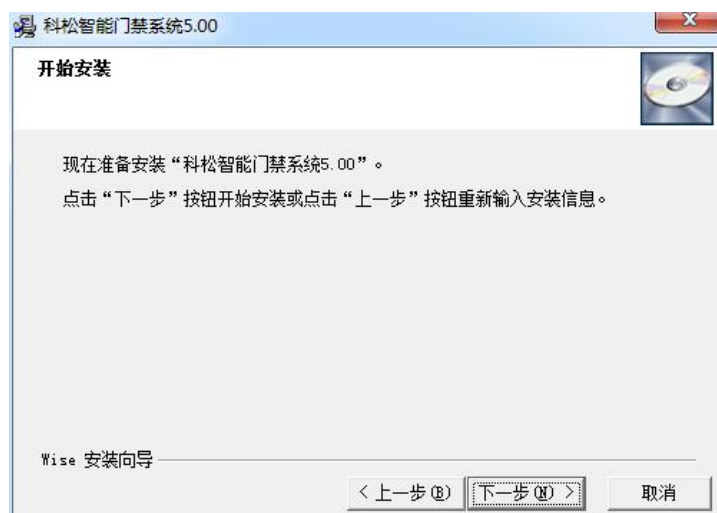 科松智能门禁系统5.00
开始安装
现在准备安装“科松智能门禁系统5.00”。
点击“下一步”按钮开始安装或点击“上一步”按钮重新输入安装信息。
Wise 安装向导
< 上一步(B) 下一步(N) > 取消